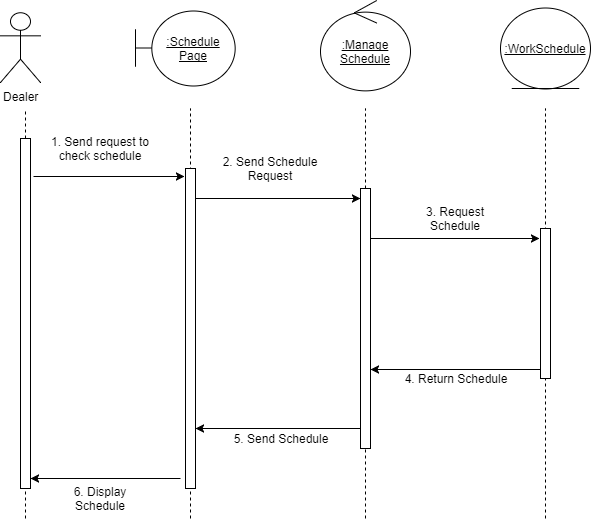 :Schedule
Page
:Manage
Schedule
:WorkSchedule
Dealer
1. Send request to
check schedule
2. Send Schedule
Request
3. Request
Schedule
4. Return Schedule
5. Send Schedule
6. Display
Schedule